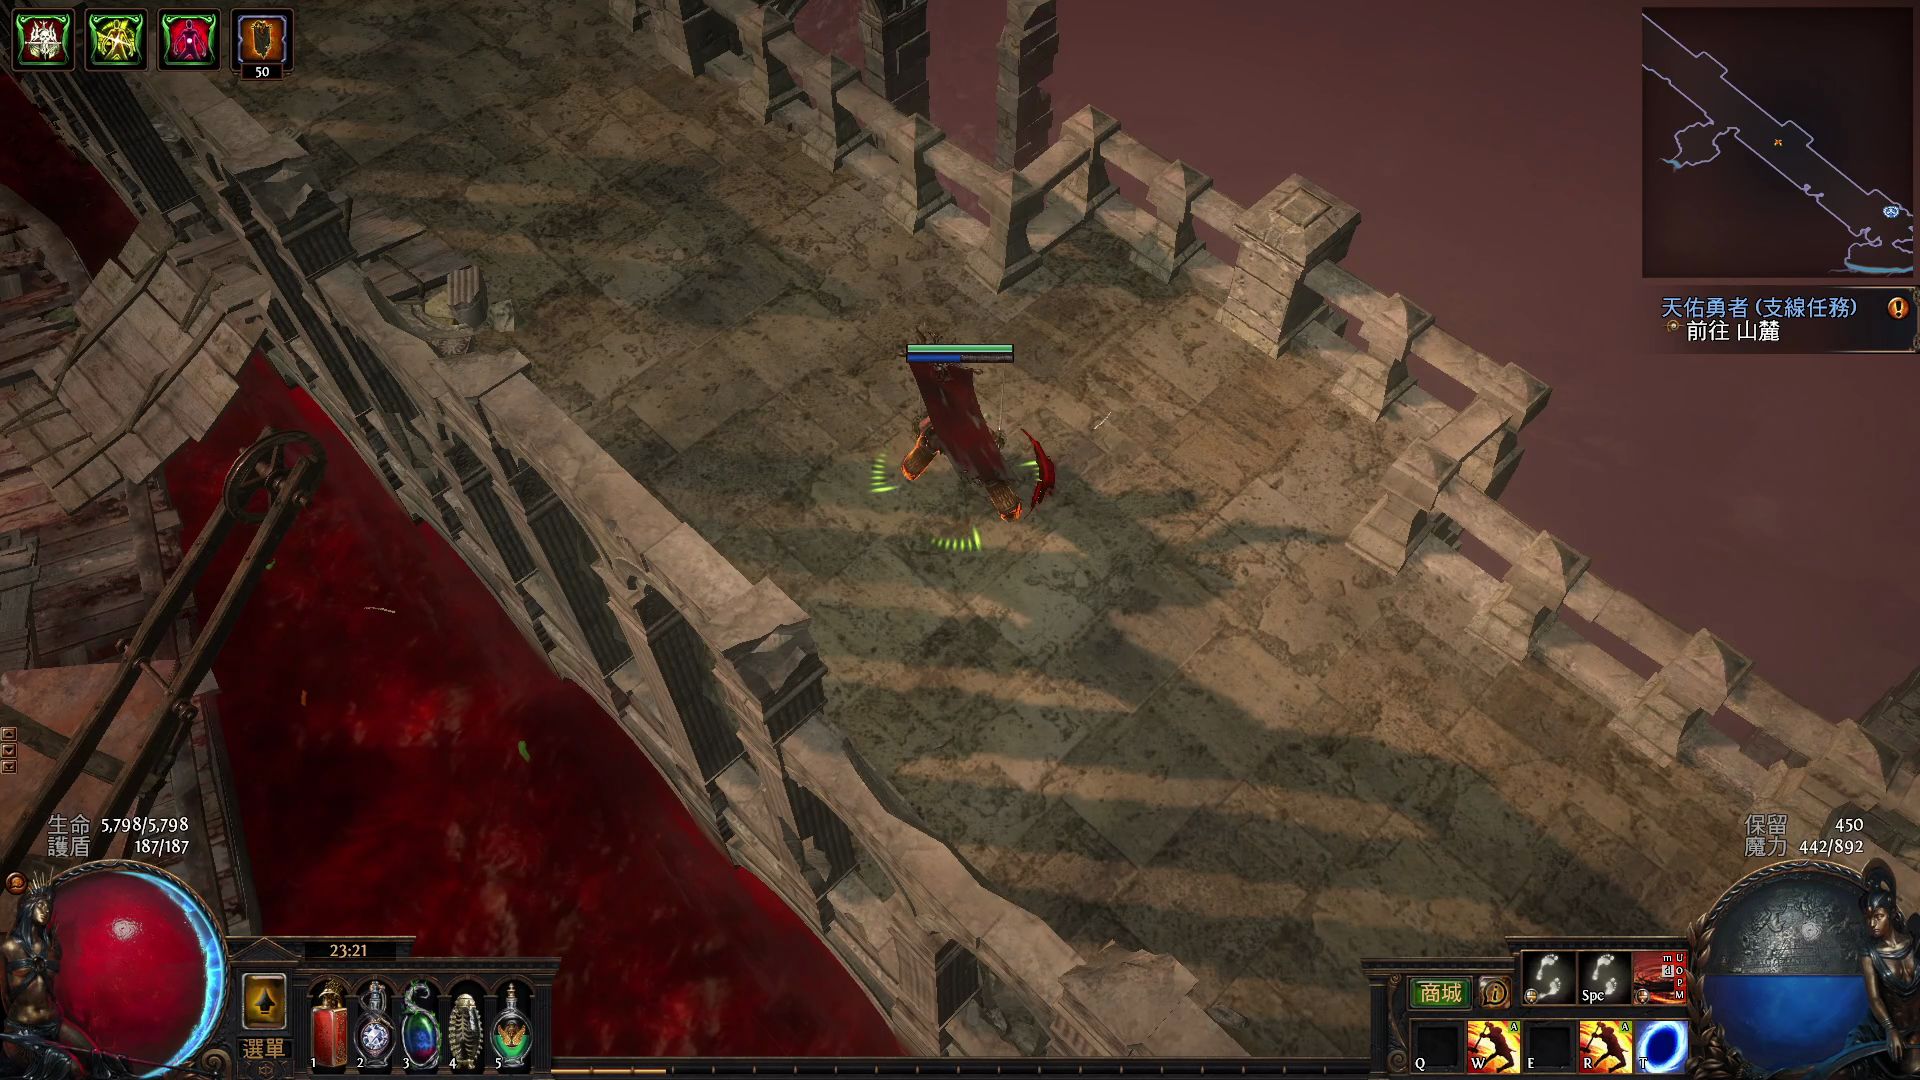 50
天佑勇者 (支線任務)
前往 山麓
生命 5,798/5,798
護盾 187/187
保留 450
魔力 442/892
23:21
選單
1
2
3
4
5
商城
Spc
m U
d O
P
M
Q
W
A
E
R
A
T